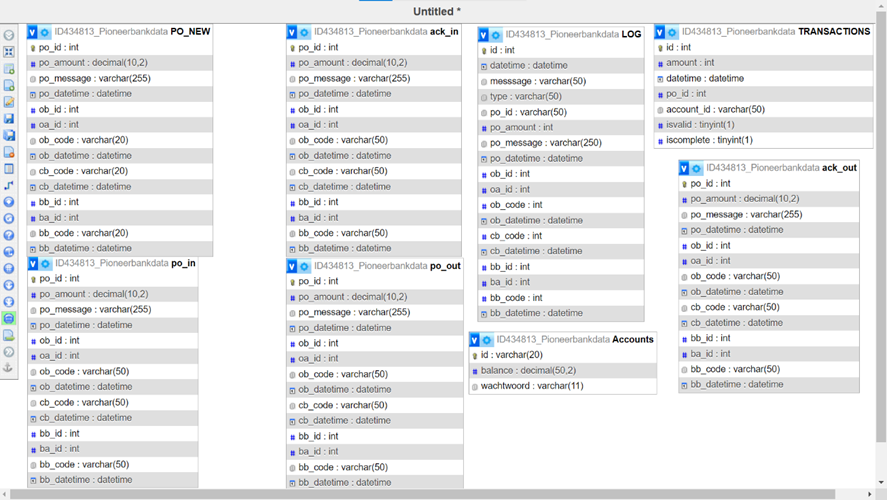 Untitled *
ID434813_Pioneerbankdata PO_NEW
po_id : int
po_amount : decimal(10,2)
po_message : varchar(255)
po_datetime : datetime
ob_id : int
oa_id : int
ob_code : varchar(20)
ob_datetime : datetime
cb_code : varchar(20)
cb_datetime : datetime
bb_id : int
ba_id : int
bb_code : varchar(20)
bb_datetime : datetime
ID434813_Pioneerbankdata po_in
po_id : int
po_amount : decimal(10,2)
po_message : varchar(255)
po_datetime : datetime
ob_id : int
oa_id : int
ob_code : varchar(50)
ob_datetime : datetime
cb_code : varchar(50)
cb_datetime : datetime
bb_id : int
ba_id : int
bb_code : varchar(50)
bb_datetime : datetime
ID434813_Pioneerbankdata ack_in
po_id : int
po_amount : decimal(10,2)
po_message : varchar(255)
po_datetime : datetime
ob_id : int
oa_id : int
ob_code : varchar(50)
ob_datetime : datetime
cb_code : varchar(50)
cb_datetime : datetime
bb_id : int
ba_id : int
bb_code : varchar(50)
bb_datetime : datetime
ID434813_Pioneerbankdata po_out
po_id : int
po_amount : decimal(10,2)
po_message : varchar(255)
po_datetime : datetime
ob_id : int
oa_id : int
ob_code : varchar(50)
ob_datetime : datetime
cb_code : varchar(50)
cb_datetime : datetime
bb_id : int
ba_id : int
bb_code : varchar(50)
bb_datetime : datetime
ID434813_Pioneerbankdata LOG
id : int
datetime : datetime
messsage : varchar(50)
type : varchar(50)
po_id : varchar(50)
po_amount : int
po_message : varchar(250)
po_datetime : datetime
ob_id : int
oa_id : int
ob_code : int
ob_datetime : datetime
cb_code : int
cb_datetime : datetime
bb_id : int
ba_id : int
bb_code : int
bb_datetime : datetime
ID434813_Pioneerbankdata Accounts
id : varchar(20)
balance : decimal(50,2)
wachtwoord : varchar(11)
ID434813_Pioneerbankdata TRANSACTIONS
id : int
amount : int
datetime : datetime
po_id : int
account_id : varchar(50)
isvalid : tinyint(1)
iscomplete : tinyint(1)
ID434813_Pioneerbankdata ack_out
po_id : int
po_amount : decimal(10,2)
po_message : varchar(255)
po_datetime : datetime
ob_id : int
oa_id : int
ob_code : varchar(50)
ob_datetime : datetime
cb_code : varchar(50)
cb_datetime : datetime
bb_id : int
ba_id : int
bb_code : varchar(50)
bb_datetime : datetime